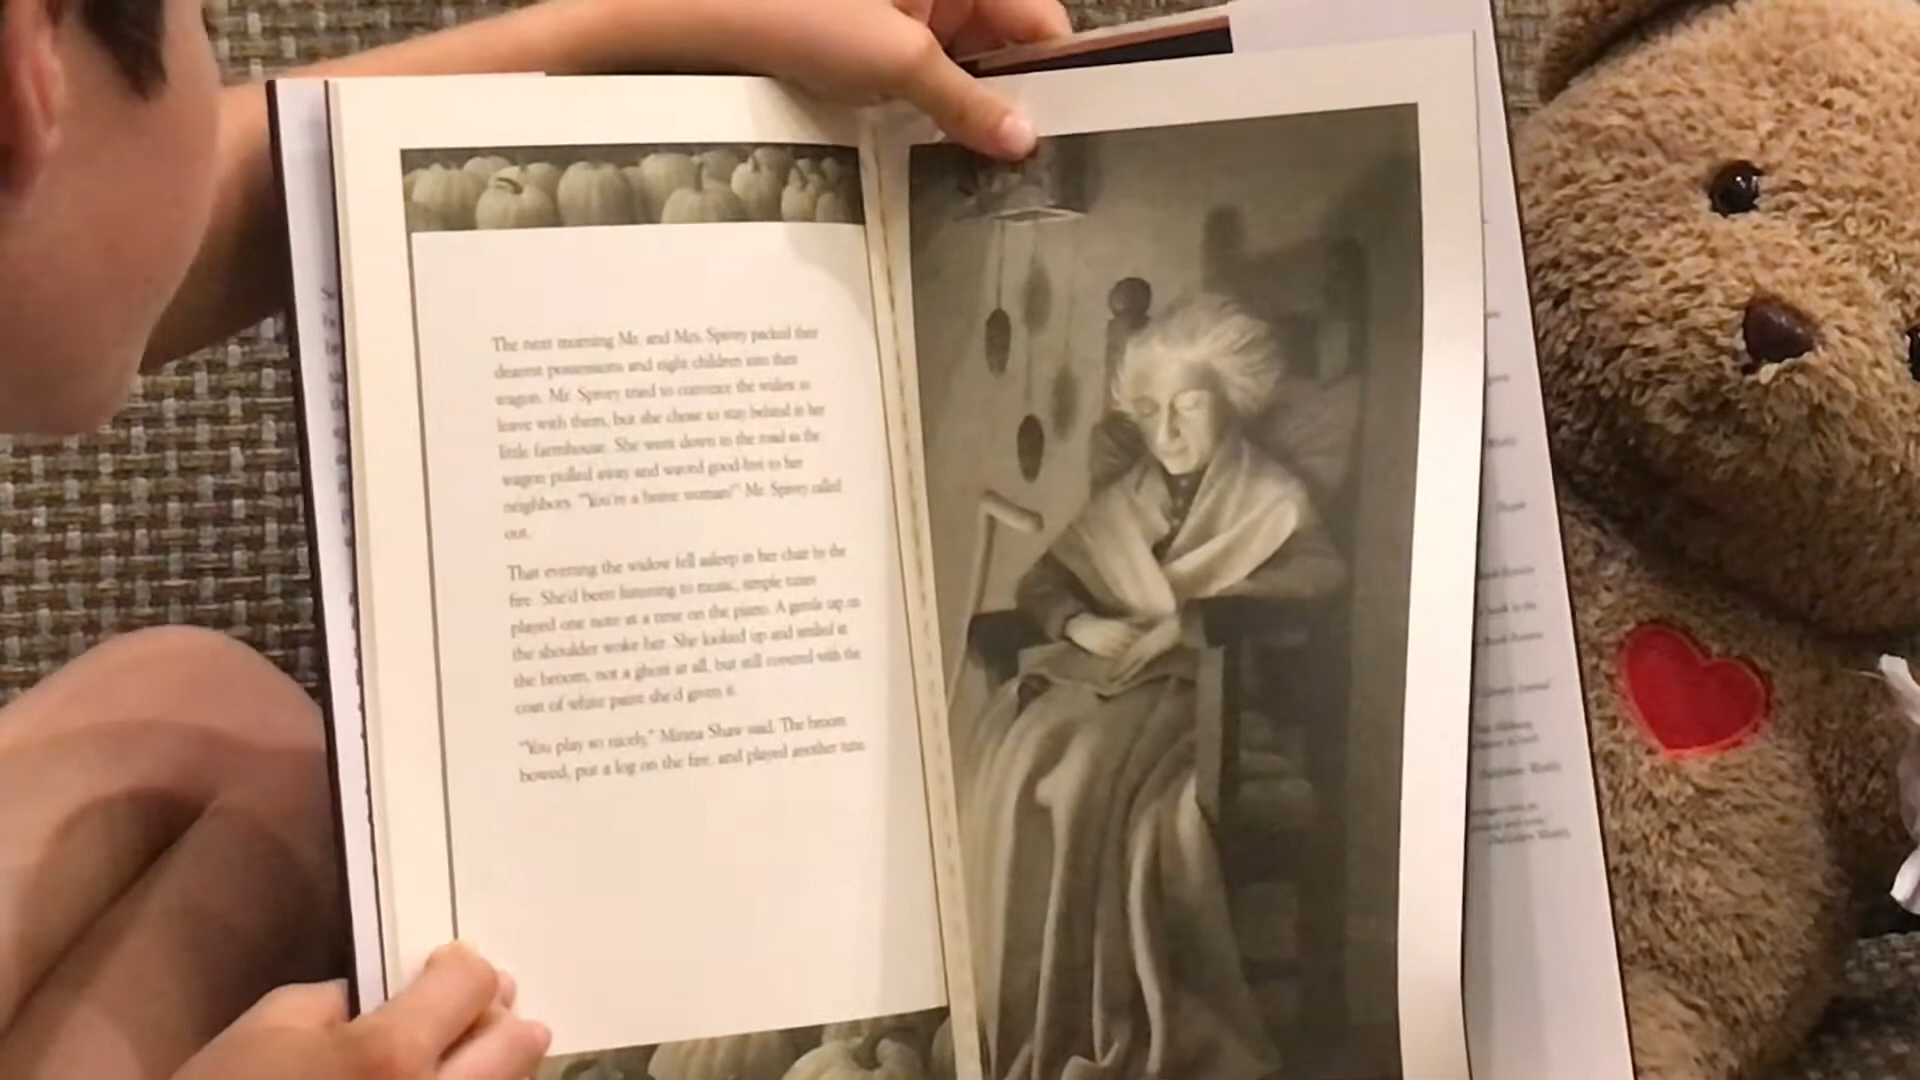 The next morning Mr. and Mrs. Spivey packed their
dearest possessions and eight children into their
wagon. Mr. Spivey tried to convince the widow to
leave with them, but she chose to stay behind in her
little farmhouse. She went down to the road as the
wagon pulled away and waved good-bye to her
neighbors. "You're a brave woman!" Mr. Spivey called
out.
That evening the widow fell asleep in her chair by the
fire. She'd been listening to music, simple tunes
played one note at a time on the piano. A gentle tap on
the shoulder woke her. She looked up and smiled at
the broom, not a ghost at all, but still covered with the
coat of white paint she'd given it.
"You play so nicely," Minna Shaw said. The broom
bowed, put a log on the fire, and played another tune.